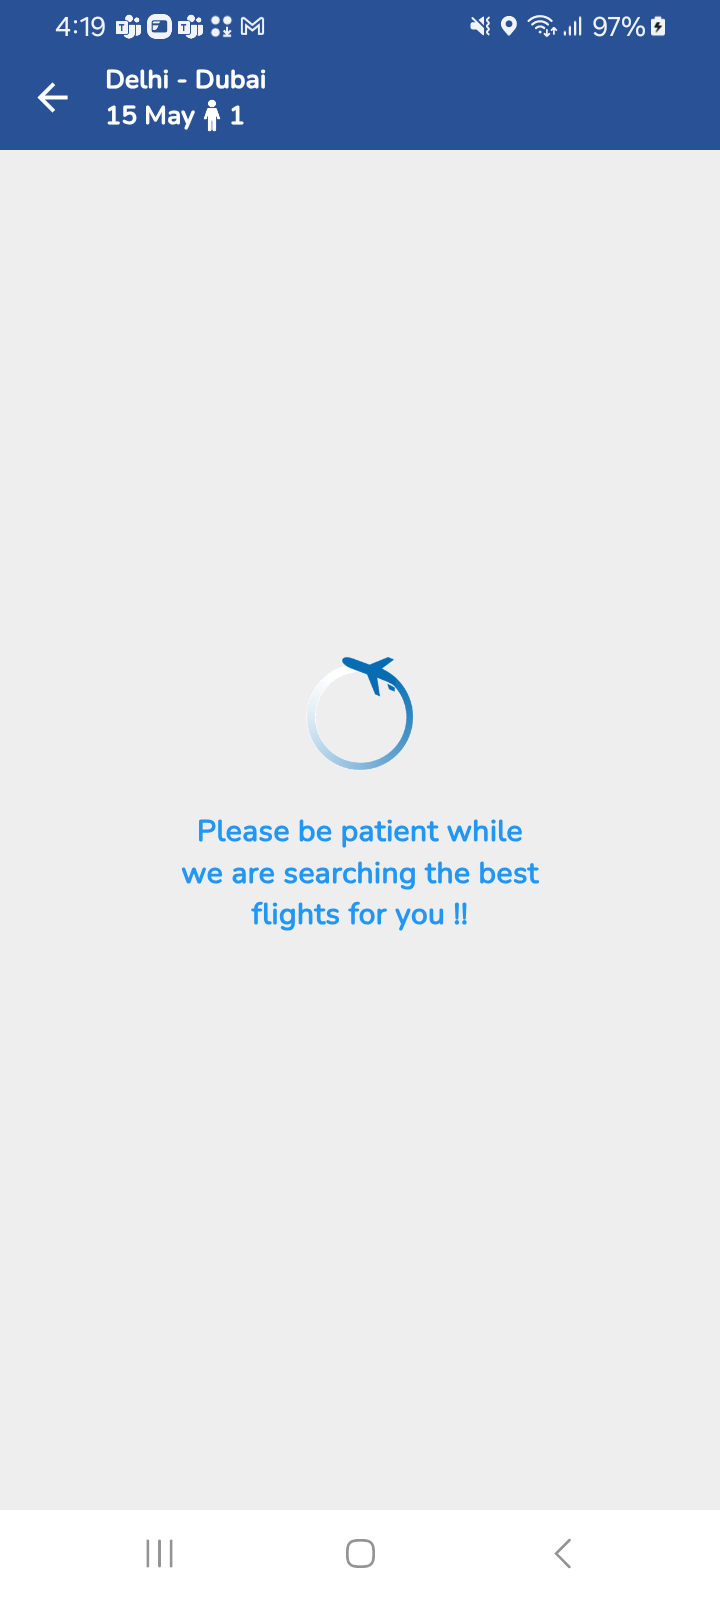 4:19 97%
Delhi - Dubai
15 May 1
Please be patient while
we are searching the best
flights for you !!